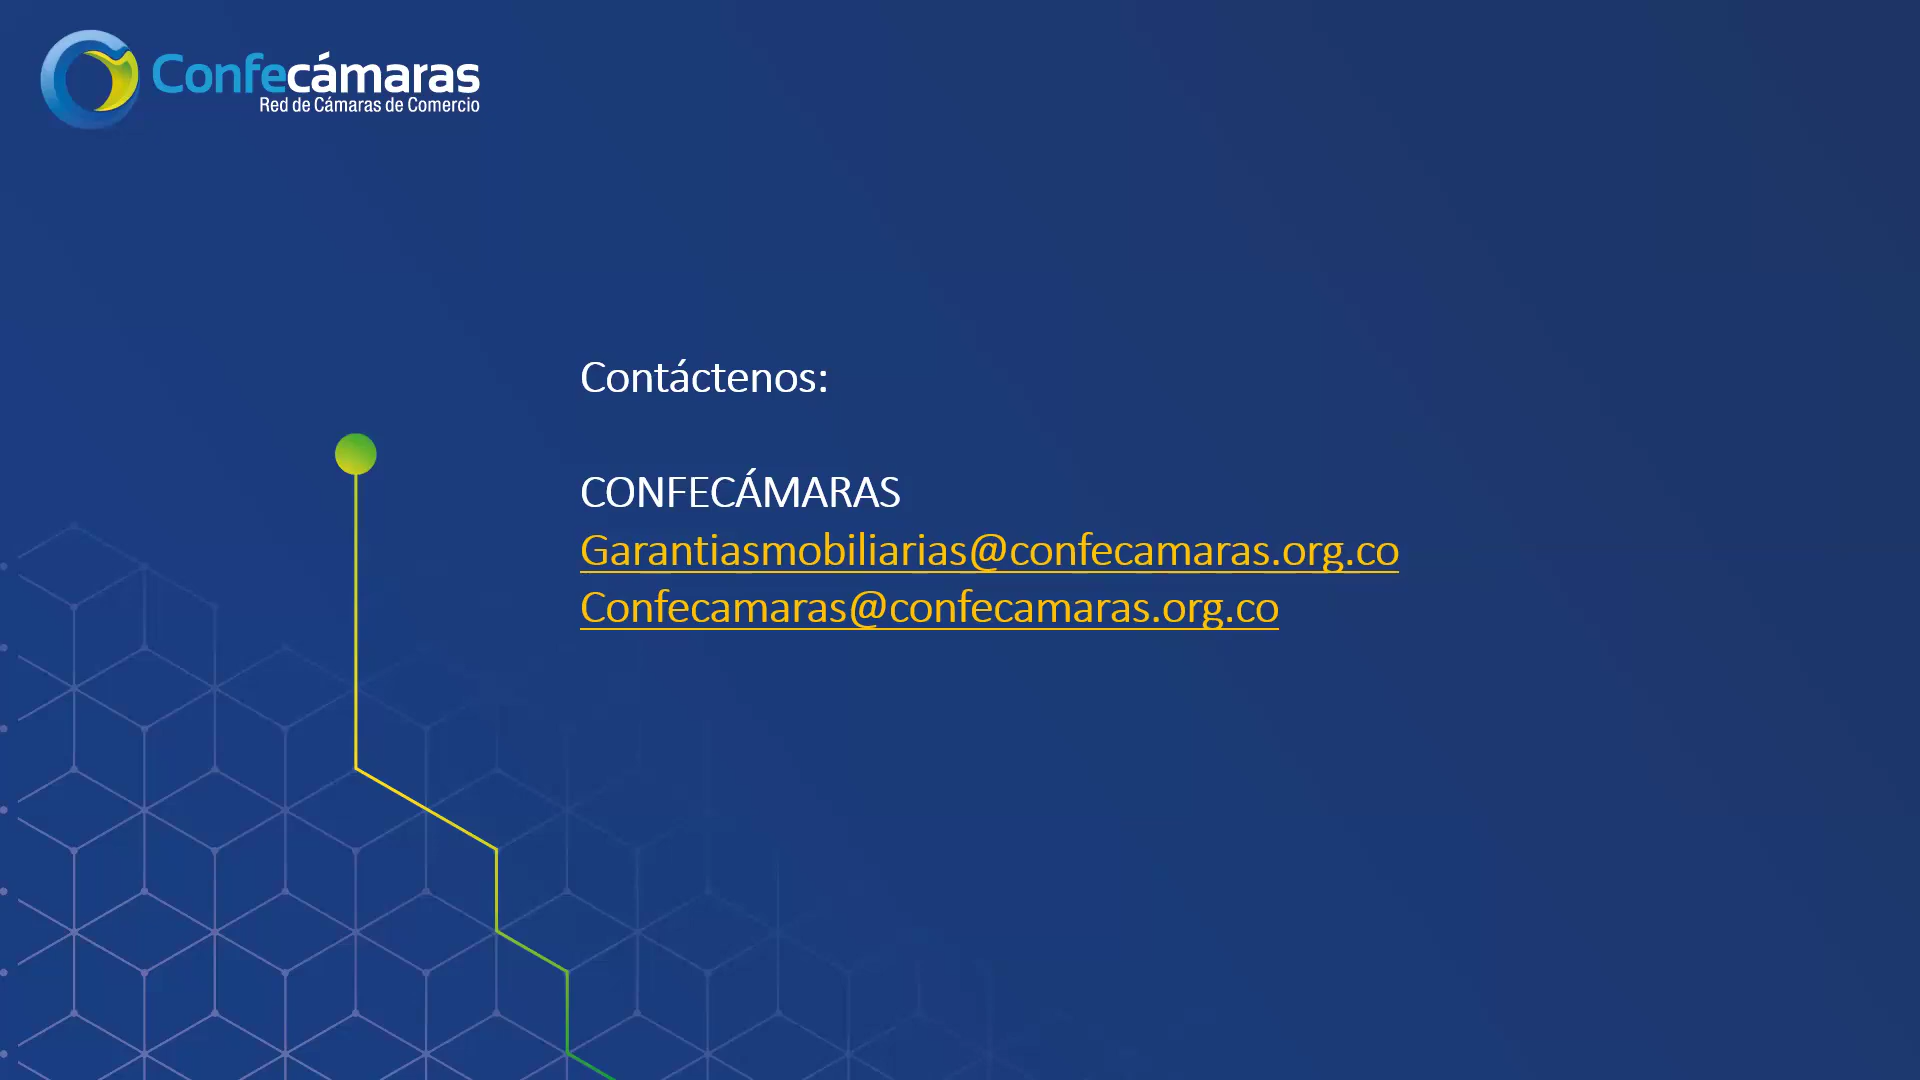 Confecámaras
Red de Cámaras de Comercio
Contáctenos:
CONFECÁMARAS
Garantiasmobiliarias@confecamaras.org.co
Confecamaras@confecamaras.org.co